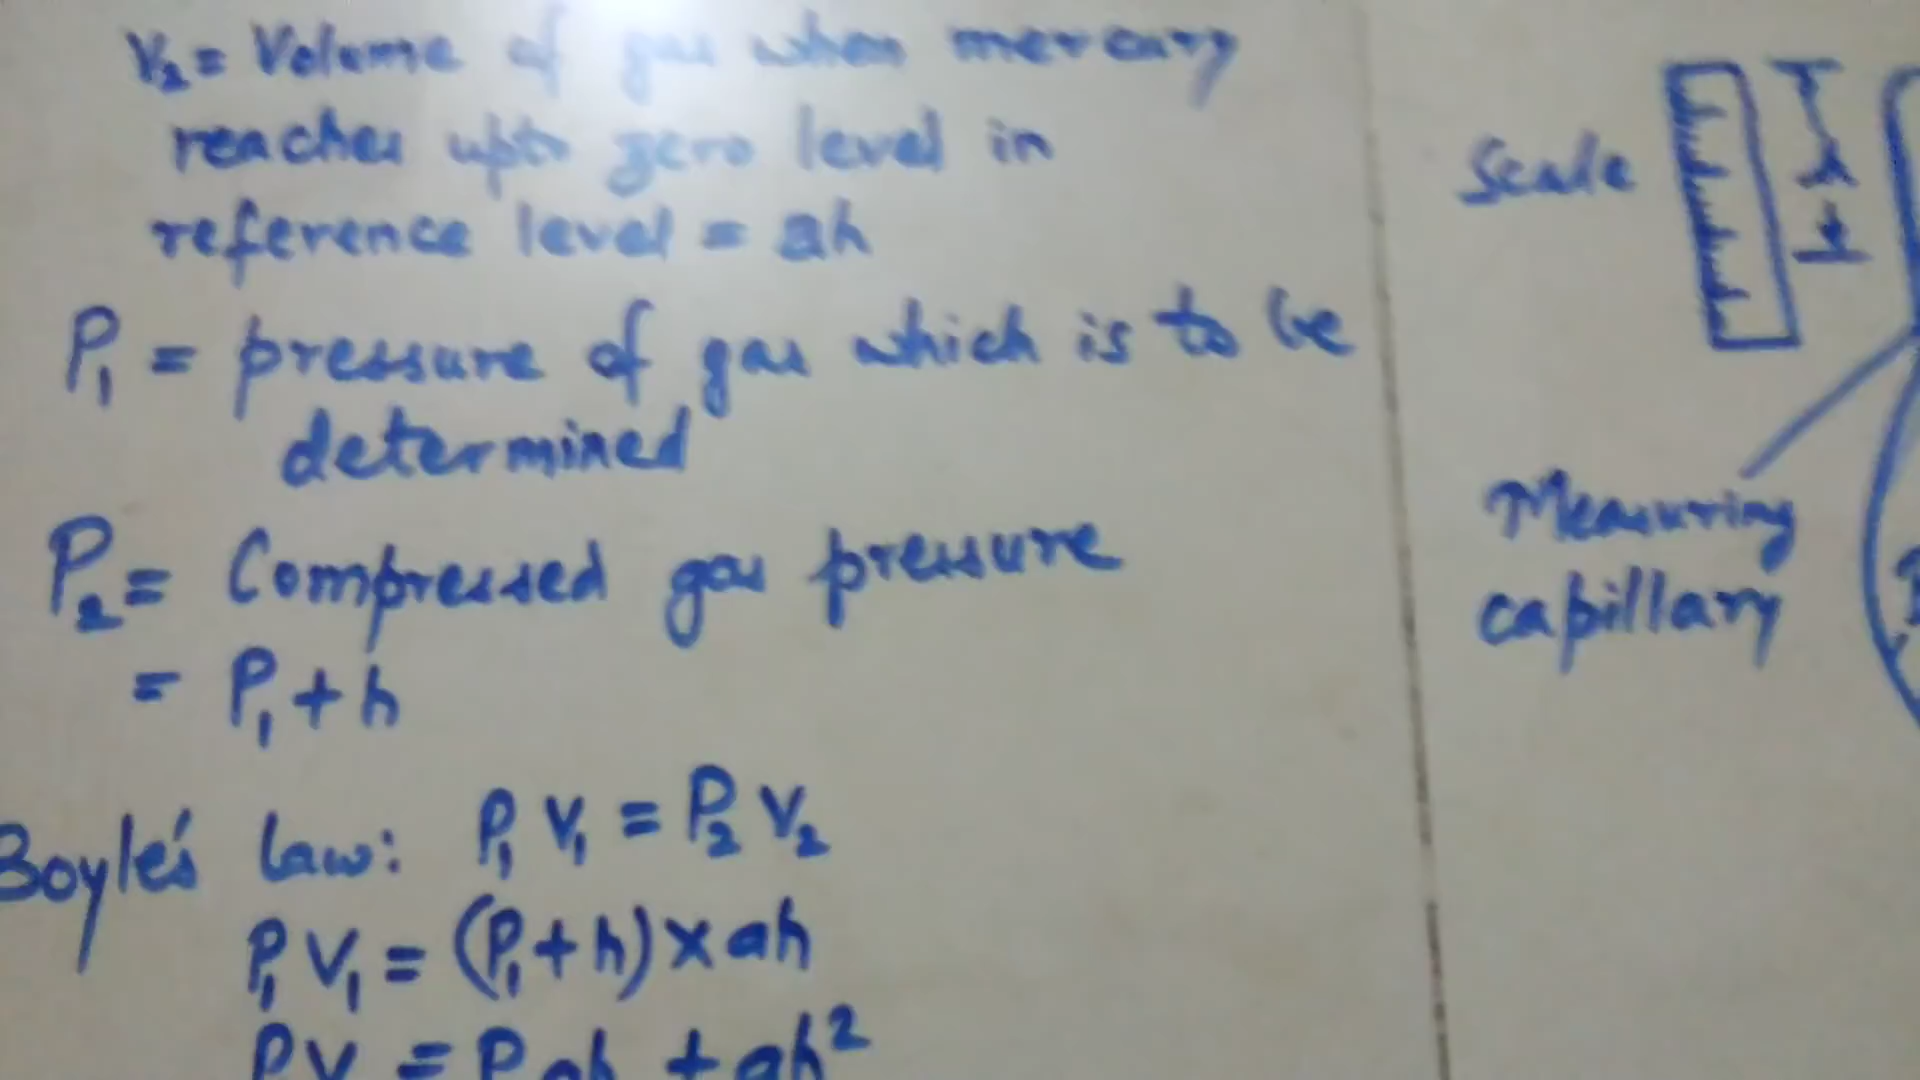 V₂ = Volume of gas when mercury
reaches upto zero level in
reference level = ah
P₁ = pressure of gas which is to be
determined
P₂ = Compressed gas pressure
= P₁ + h
Boyle's law: P₁ V₁ = P₂ V₂
P₁ V₁ = (P₁ + h) × ah
P V = P ah + ah²
Scale
h
Measuring
capillary